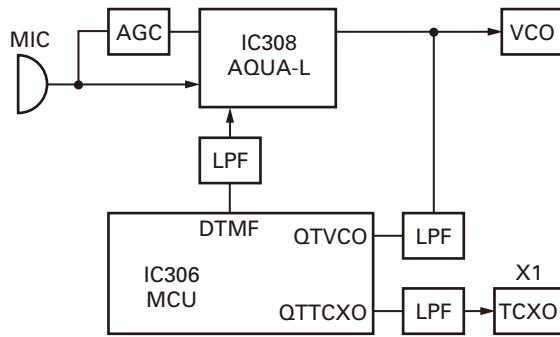 MIC
AGC
IC308
AQUA-L
VCO
LPF
DTMF
QTVCO
LPF
IC306
MCU
X1
QTTCXO
LPF
TCXO